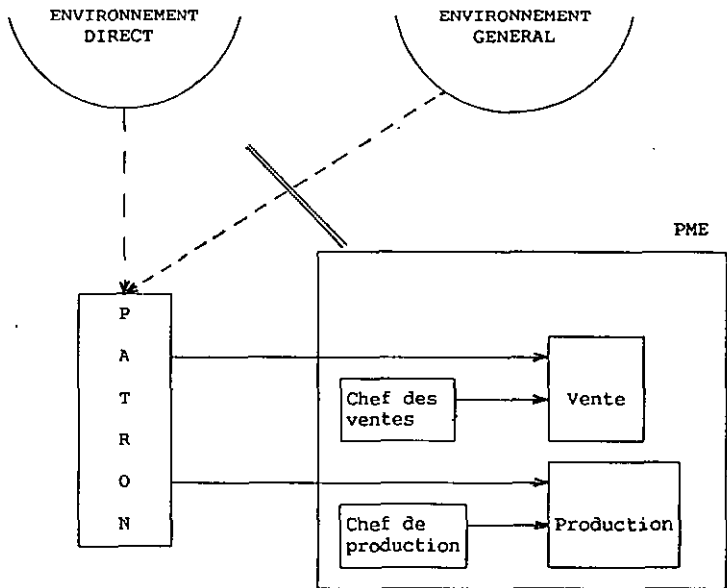 ENVIRONNEMENT
DIRECT
ENVIRONNEMENT
GENERAL
PME
P
A
T
R
O
N
Chef des
ventes
Vente
Chef de
production
Production